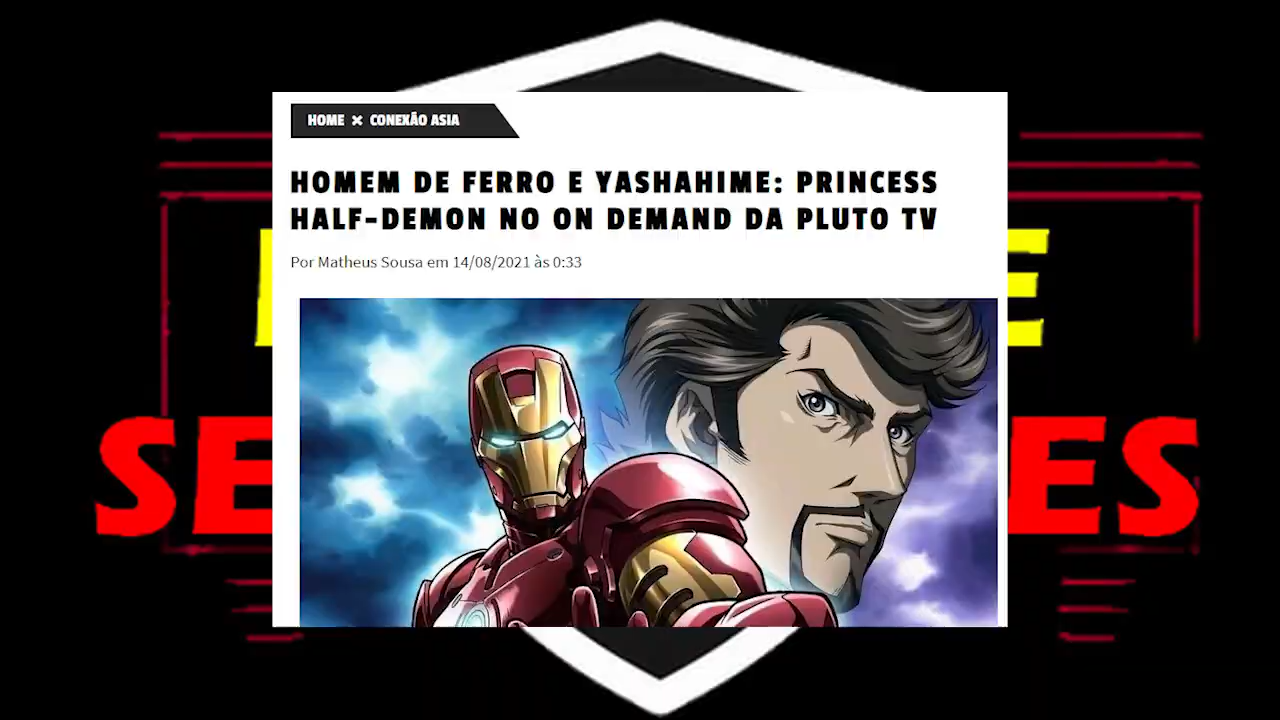 HOME × CONEXÃO ASIA
HOMEM DE FERRO E YASHAHIME: PRINCESS
HALF-DEMON NO ON DEMAND DA PLUTO TV
Por Matheus Sousa em 14/08/2021 às 0:33